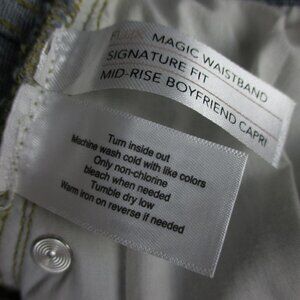 MAGIC WAISTBAND
SIGNATURE FIT
MID-RISE BOYFRIEND CAPRI
Turn inside out
Machine wash cold with like colors
Only non-chlorine
bleach when needed
Tumble dry low
Warm iron on reverse if needed